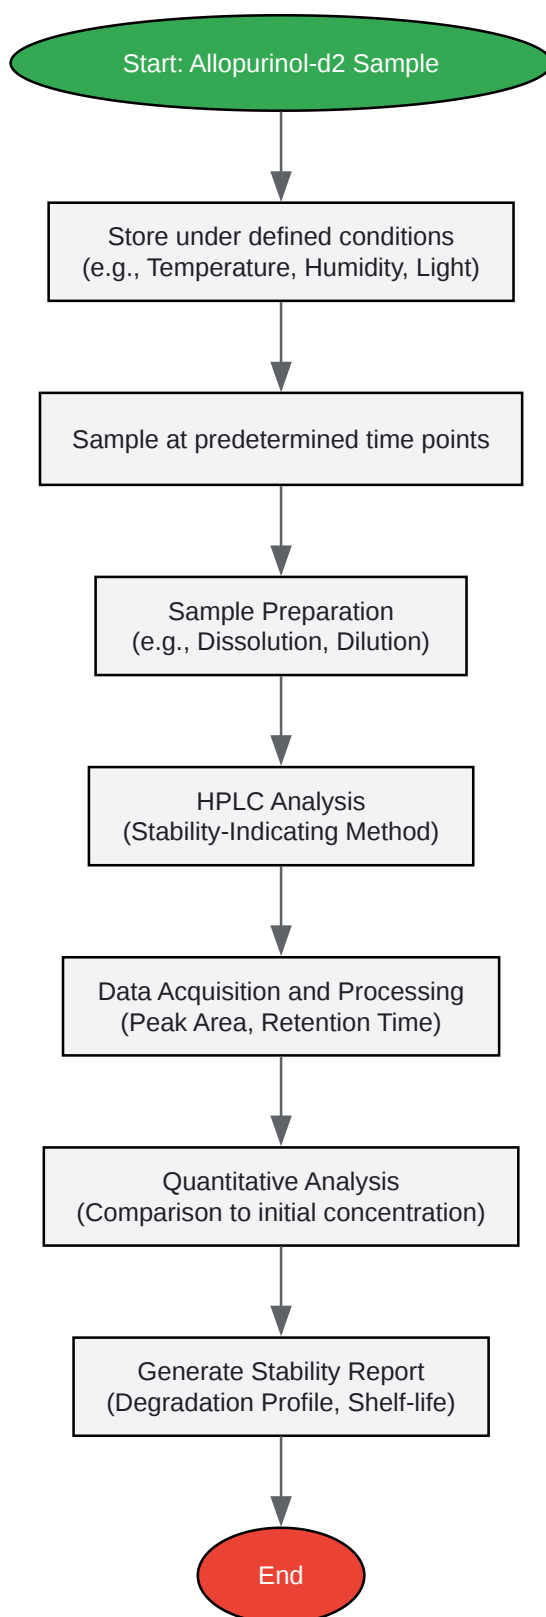 Start: Allopurinol-d2 Sample
Store under defined conditions
(e.g., Temperature, Humidity, Light)
Sample at predetermined time points
Sample Preparation
(e.g., Dissolution, Dilution)
HPLC Analysis
(Stability-Indicating Method)
Data Acquisition and Processing
(Peak Area, Retention Time)
Quantitative Analysis
(Comparison to initial concentration)
Generate Stability Report
(Degradation Profile, Shelf-life)
End